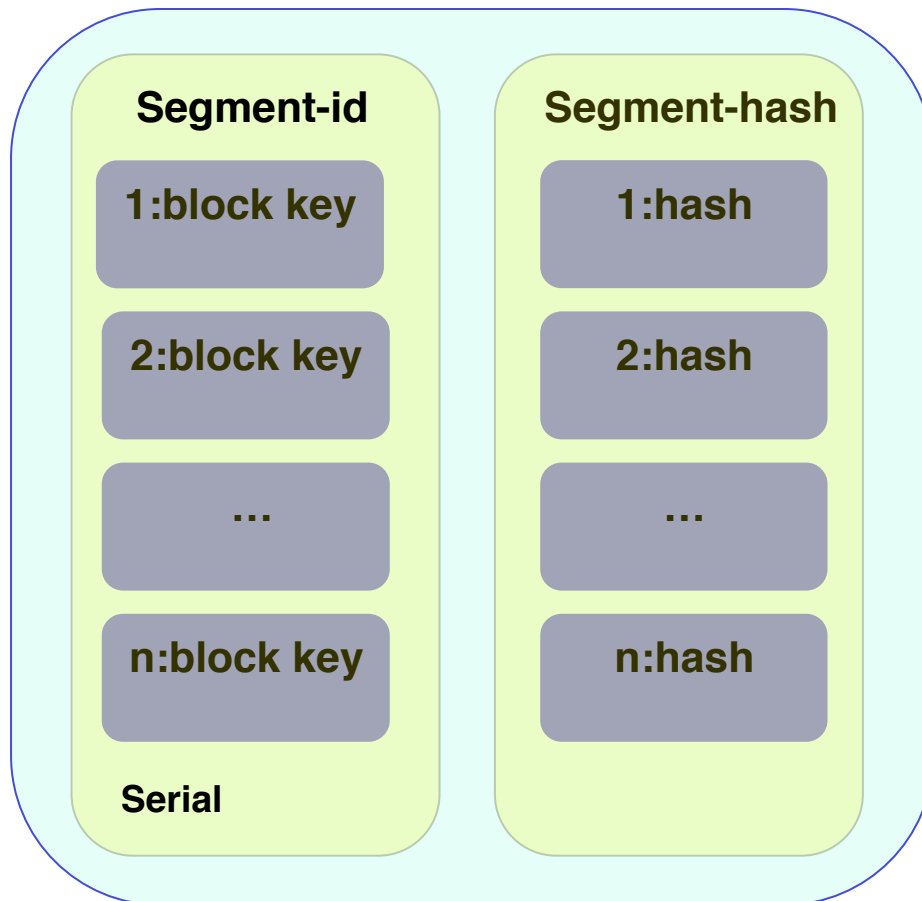 Segment-id
1:block key
2:block key
...
n:block key
Serial
Segment-hash
1:hash
2:hash
...
n:hash